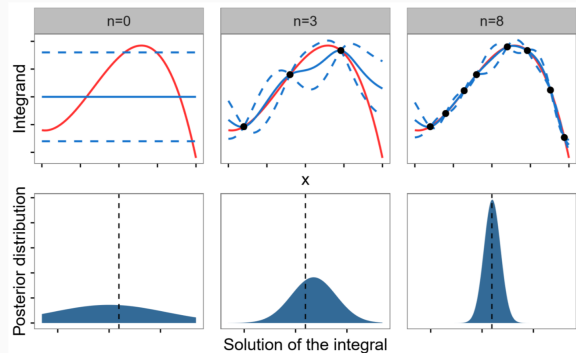 n=0
n=3
n=8
Integrand
x
Posterior distribution
Solution of the integral